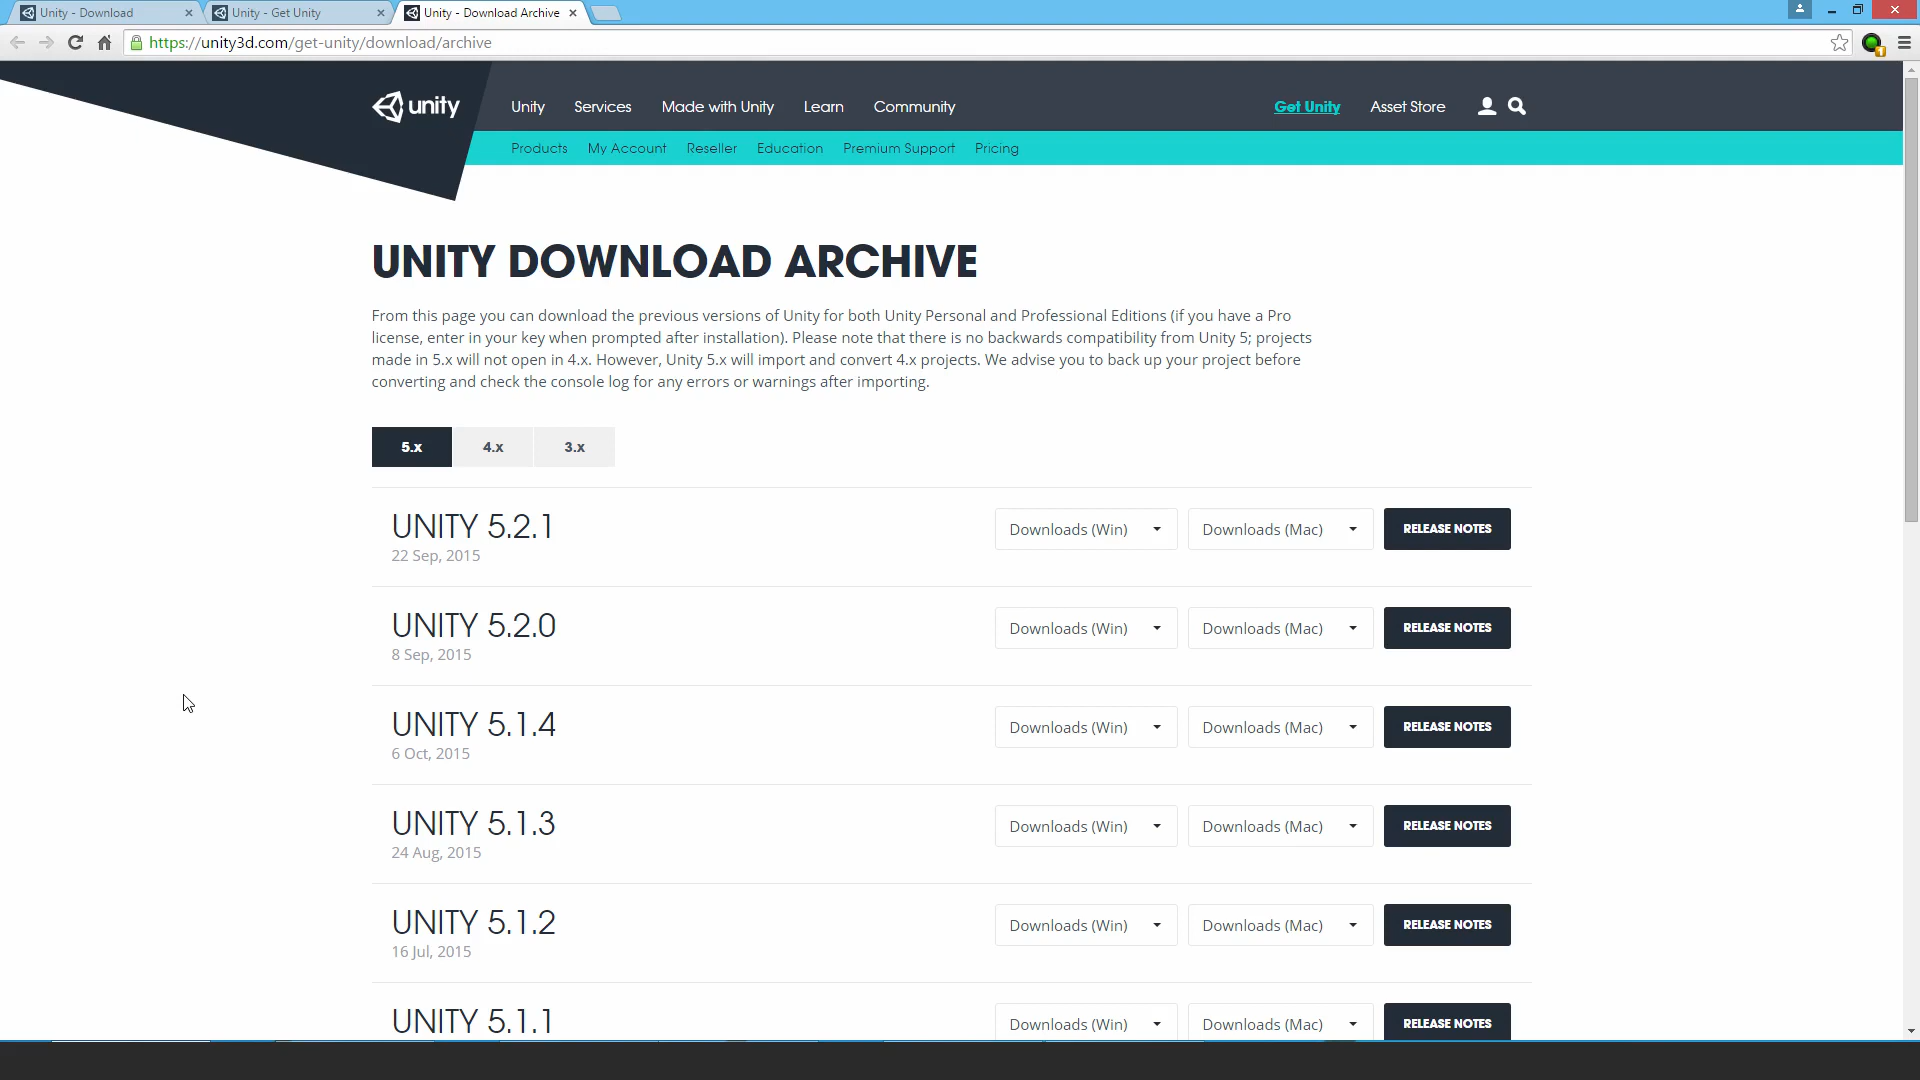 Unity - Download
Unity - Get Unity
Unity - Download Archive
https://unity3d.com/get-unity/download/archive
unity
Unity
Services
Made with Unity
Learn
Community
Get Unity
Asset Store
Products
My Account
Reseller
Education
Premium Support
Pricing
UNITY DOWNLOAD ARCHIVE
From this page you can download the previous versions of Unity for both Unity Personal and Professional Editions (if you have a Pro
license, enter in your key when prompted after installation). Please note that there is no backwards compatibility from Unity 5; projects
made in 5.x will not open in 4.x. However, Unity 5.x will import and convert 4.x projects. We advise you to back up your project before
converting and check the console log for any errors or warnings after importing.
5.x
4.x
3.x
UNITY 5.2.1
22 Sep, 2015
Downloads (Win)
Downloads (Mac)
RELEASE NOTES
UNITY 5.2.0
8 Sep, 2015
Downloads (Win)
Downloads (Mac)
RELEASE NOTES
UNITY 5.1.4
6 Oct, 2015
Downloads (Win)
Downloads (Mac)
RELEASE NOTES
UNITY 5.1.3
24 Aug, 2015
Downloads (Win)
Downloads (Mac)
RELEASE NOTES
UNITY 5.1.2
16 Jul, 2015
Downloads (Win)
Downloads (Mac)
RELEASE NOTES
UNITY 5.1.1
Downloads (Win)
Downloads (Mac)
RELEASE NOTES